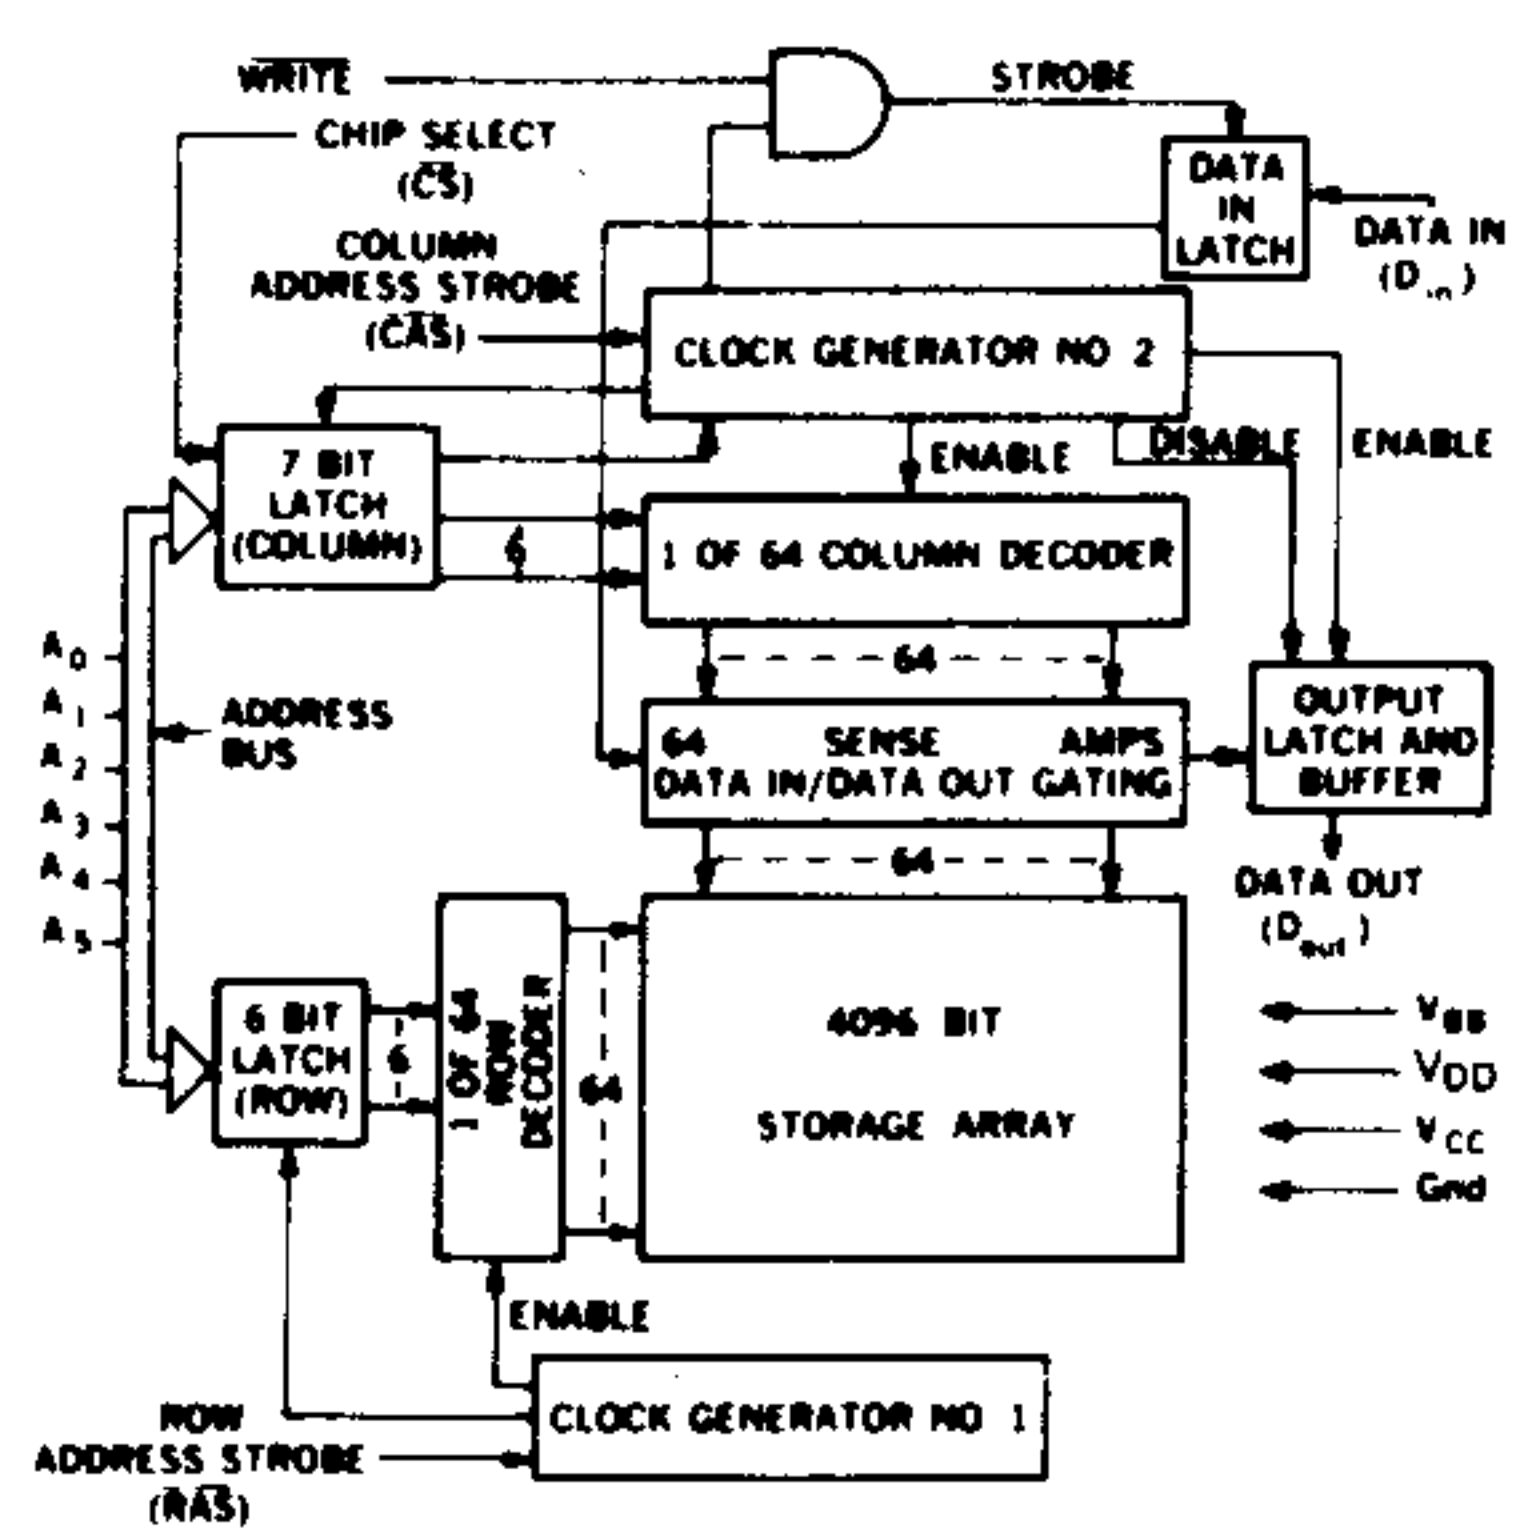 WRITE
STROBE
CHIP SELECT
(CS)
DATA
IN
LATCH
DATA IN
(D in)
COLUMN
ADDRESS STROBE
(CAS)
CLOCK GENERATOR NO 2
DISABLE
ENABLE
ENABLE
7 BIT
LATCH
(COLUMN)
6
1 OF 64 COLUMN DECODER
A0
A1
A2
A3
A4
A5
ADDRESS
BUS
64
64 SENSE AMPS
DATA IN/DATA OUT GATING
OUTPUT
LATCH AND
BUFFER
64
DATA OUT
(Dout)
6 BIT
LATCH
(ROW)
6
1 OF 64
ROW
DECODER
64
4096 BIT
STORAGE ARRAY
VBB
VDD
VCC
Gnd
ENABLE
CLOCK GENERATOR NO 1
ROW
ADDRESS STROBE
(RAS)